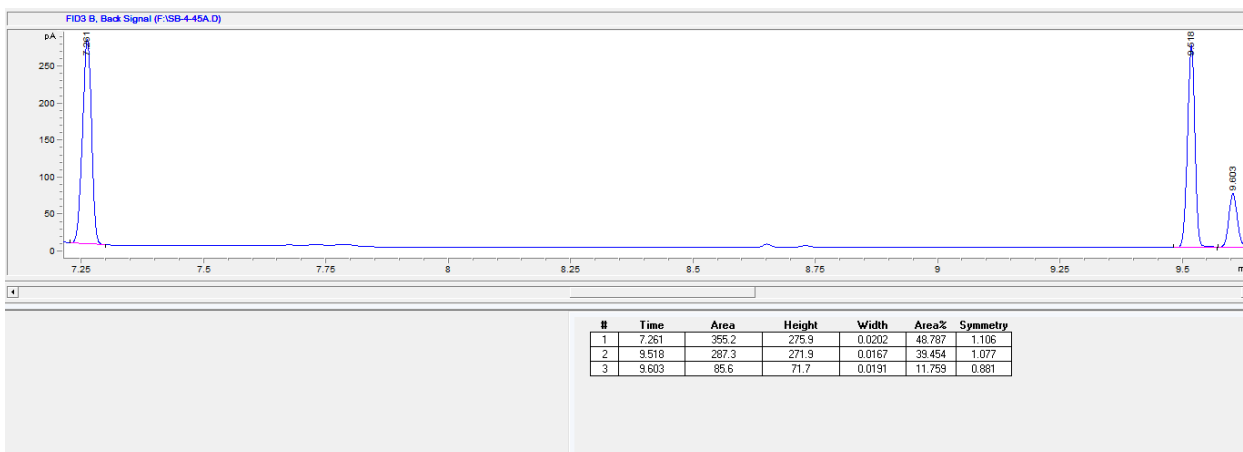 FID3 B, Back Signal (F:\SB-4-45A.D)
pA
7.261
9.518
9.603
250
200
150
100
50
0
7.25 7.5 7.75 8 8.25 8.5 8.75 9 9.25 9.5 m
# Time Area Height Width Area% Symmetry
1 7.261 355.2 275.9 0.0202 48.787 1.106
2 9.518 287.3 271.9 0.0167 39.454 1.077
3 9.603 85.6 71.7 0.0191 11.759 0.881